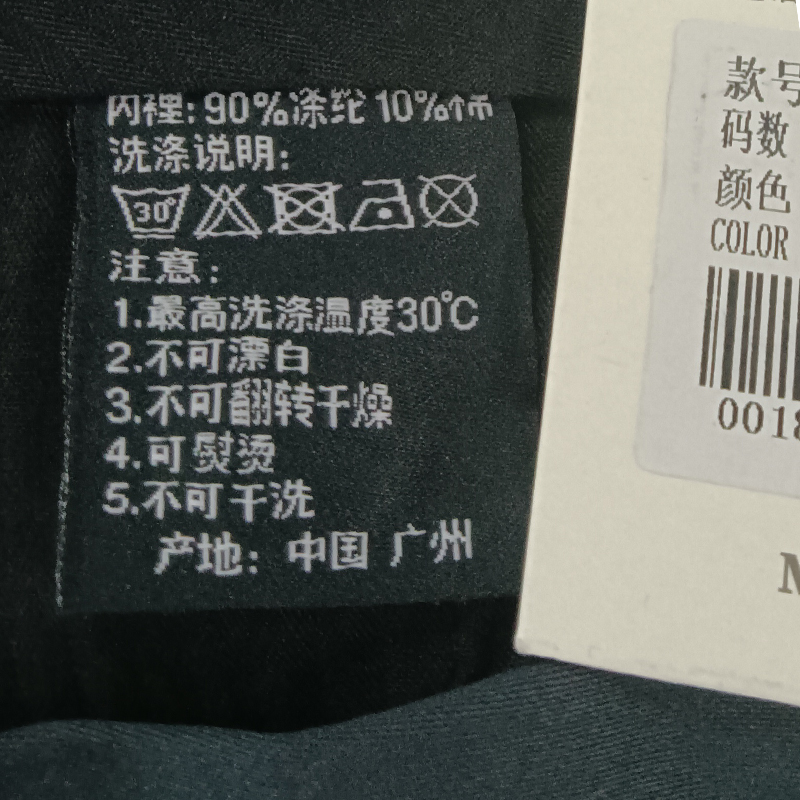 内裡: 90%涤纶 10%棉
洗涤说明:
30°
注意:
1.最高洗涤温度30℃
2.不可漂白
3.不可翻转干燥
4.可熨烫
5.不可干洗
产地: 中国 广州
款号
码数
颜色
COLOR
0018
M